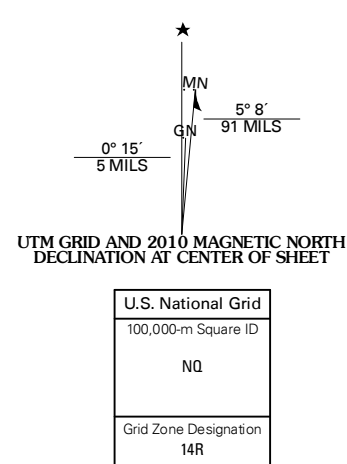 MN
GN
5° 8´
91 MILS
0° 15´
5 MILS
UTM GRID AND 2010 MAGNETIC NORTH
DECLINATION AT CENTER OF SHEET
U.S. National Grid
100,000-m Square ID
NQ
Grid Zone Designation
14R